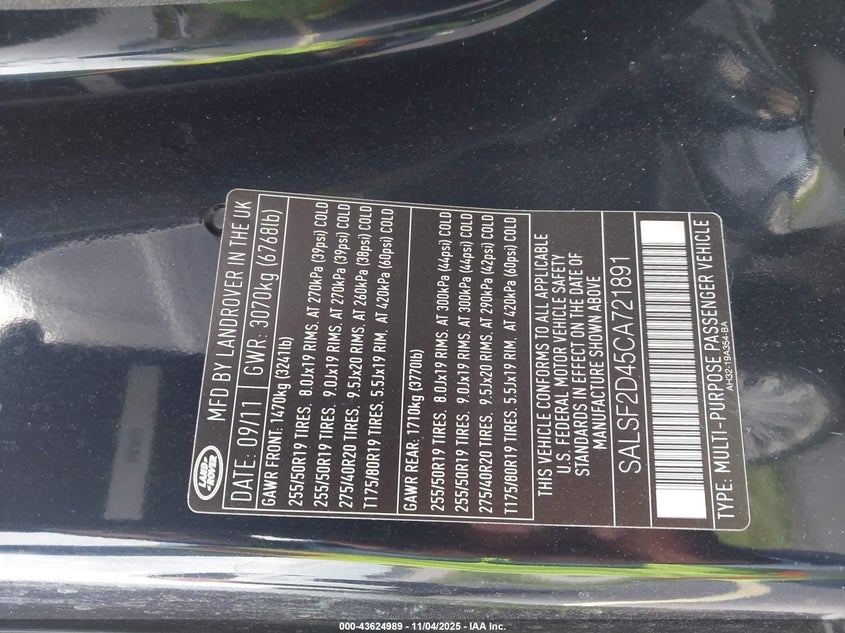 LAND
ROVER
MFD BY LANDROVER IN THE UK
DATE: 09/11 GWR: 3070kg (6768lb)
GAWR FRONT: 1470kg (3241lb)
255/50R19 TIRES, 8.0Jx19 RIMS, AT 270kPa (39psi) COLD
255/50R19 TIRES, 9.0Jx19 RIMS, AT 270kPa (39psi) COLD
275/40R20 TIRES, 9.5Jx20 RIMS, AT 260kPa (38psi) COLD
T175/80R19 TIRES 5.5Jx19 RIM, AT 420kPa (60psi) COLD
GAWR REAR: 1710kg (3770lb)
255/50R19 TIRES, 8.0Jx19 RIMS, AT 300kPa (44psi) COLD
255/50R19 TIRES, 9.0Jx19 RIMS, AT 300kPa (44psi) COLD
275/40R20 TIRES, 9.5Jx20 RIMS, AT 290kPa (42psi) COLD
T175/80R19 TIRES 5.5Jx19 RIM, AT 420kPa (60psi) COLD
THIS VEHICLE CONFORMS TO ALL APPLICABLE
U.S. FEDERAL MOTOR VEHICLE SAFETY
STANDARDS IN EFFECT ON THE DATE OF
MANUFACTURE SHOWN ABOVE
SALSF2D45CA721891
TYPE: MULTI-PURPOSE PASSENGER VEHICLE
AH32-19A354-BA
000-43624989 - 11/04/2025 - IAA Inc.